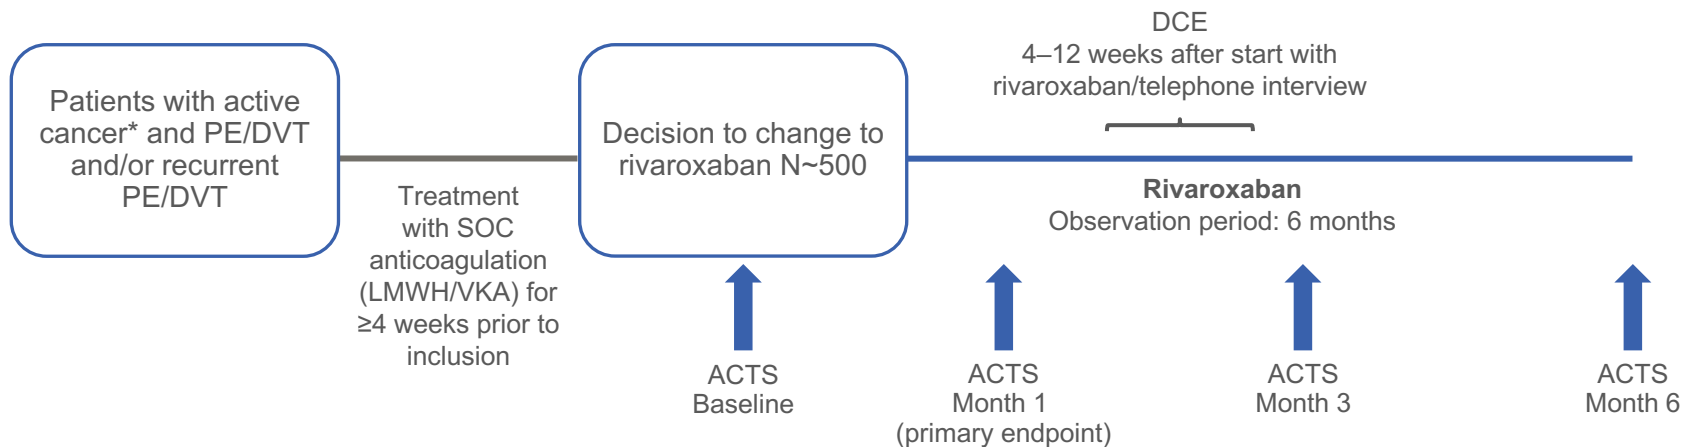 Patients with active
cancer* and PE/DVT
and/or recurrent
PE/DVT
Treatment
with SOC
anticoagulation
(LMWH/VKA) for
≥4 weeks prior to
inclusion
Decision to change to
rivaroxaban N~500
DCE
4–12 weeks after start with
rivaroxaban/telephone interview
Rivaroxaban
Observation period: 6 months
ACTS
Baseline
ACTS
Month 1
(primary endpoint)
ACTS
Month 3
ACTS
Month 6